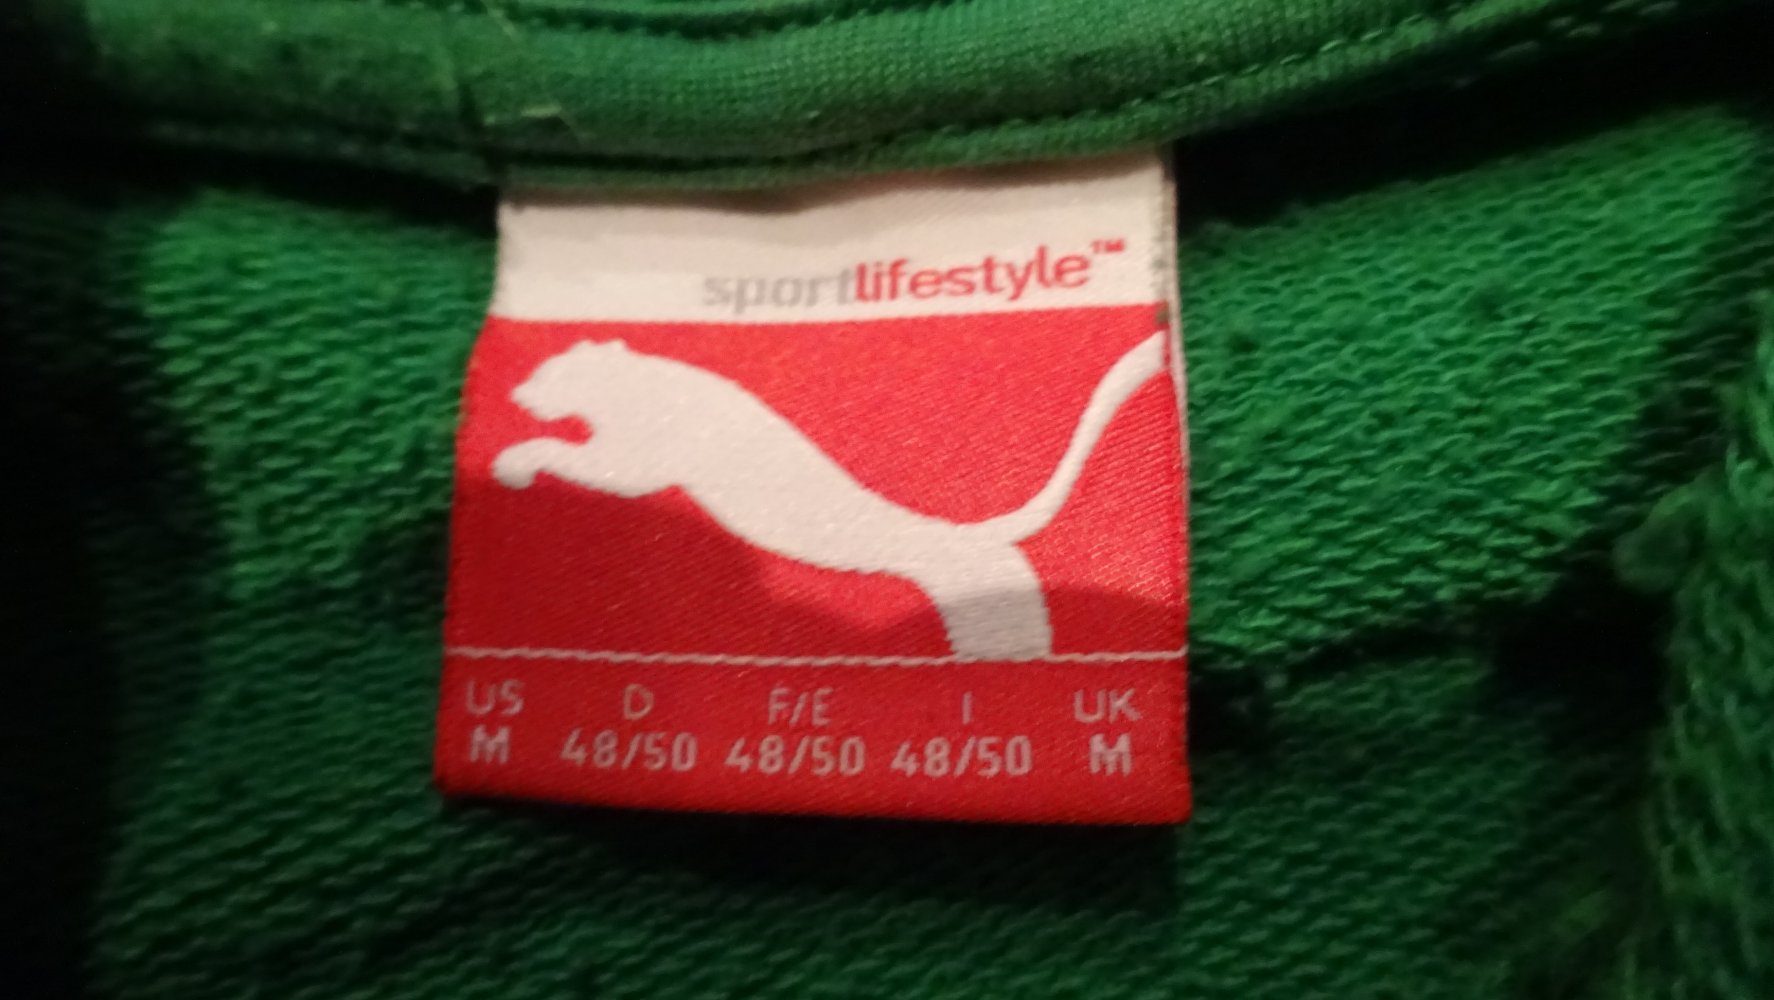 sportlifestyle™
US D F/E I UK
M 48/50 48/50 48/50 M